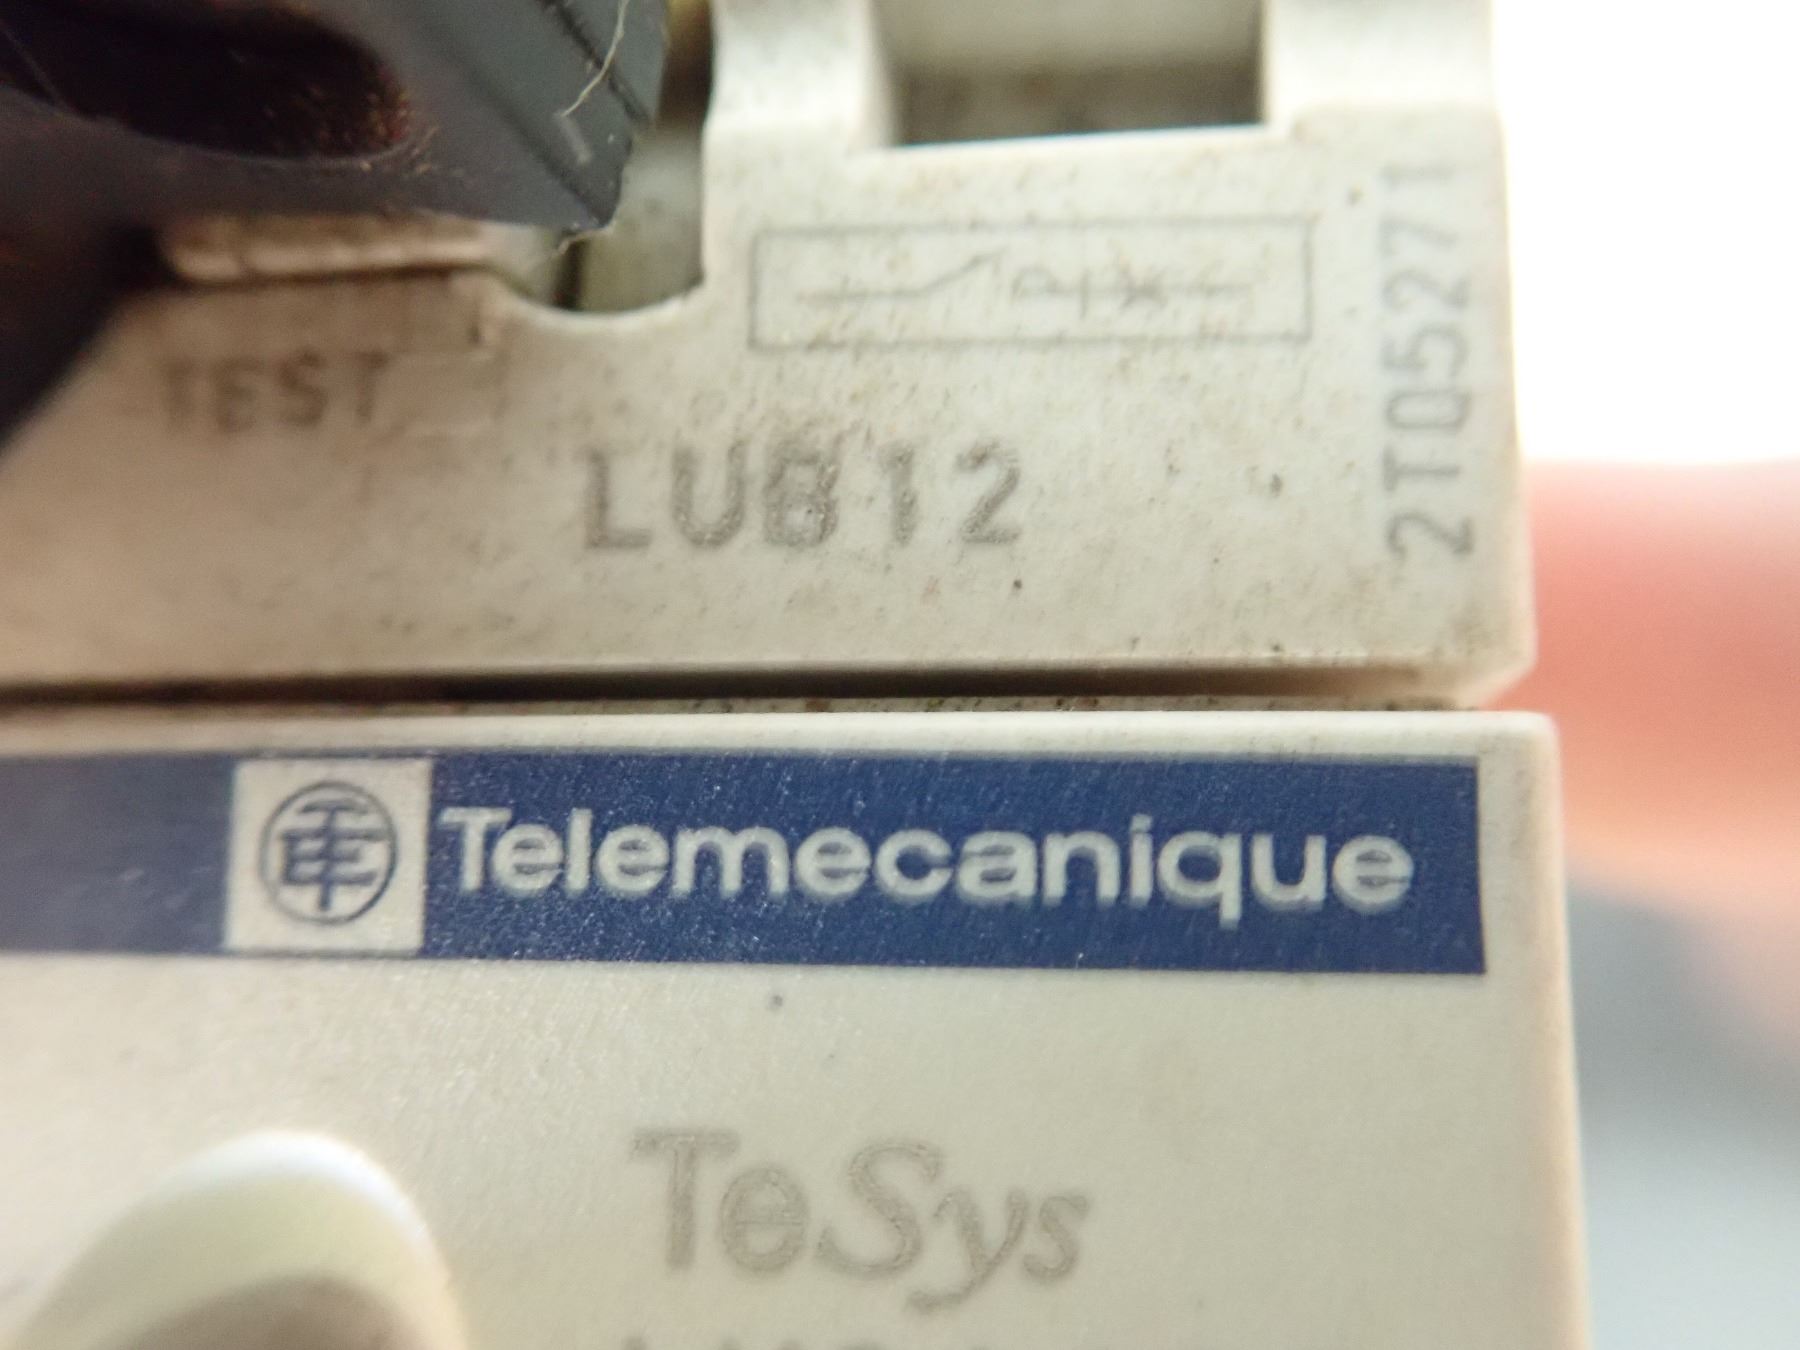 TEST
LUB12
2T05271
Telemecanique
TeSys